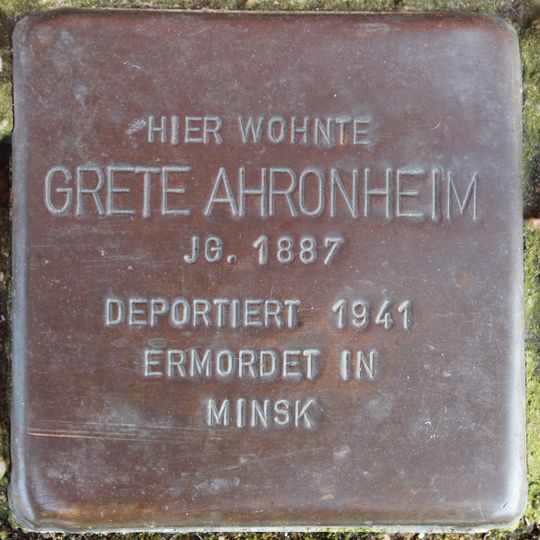 HIER WOHNTE
GRETE AHRONHEIM
JG. 1887
DEPORTIERT 1941
ERMORDET IN
MINSK